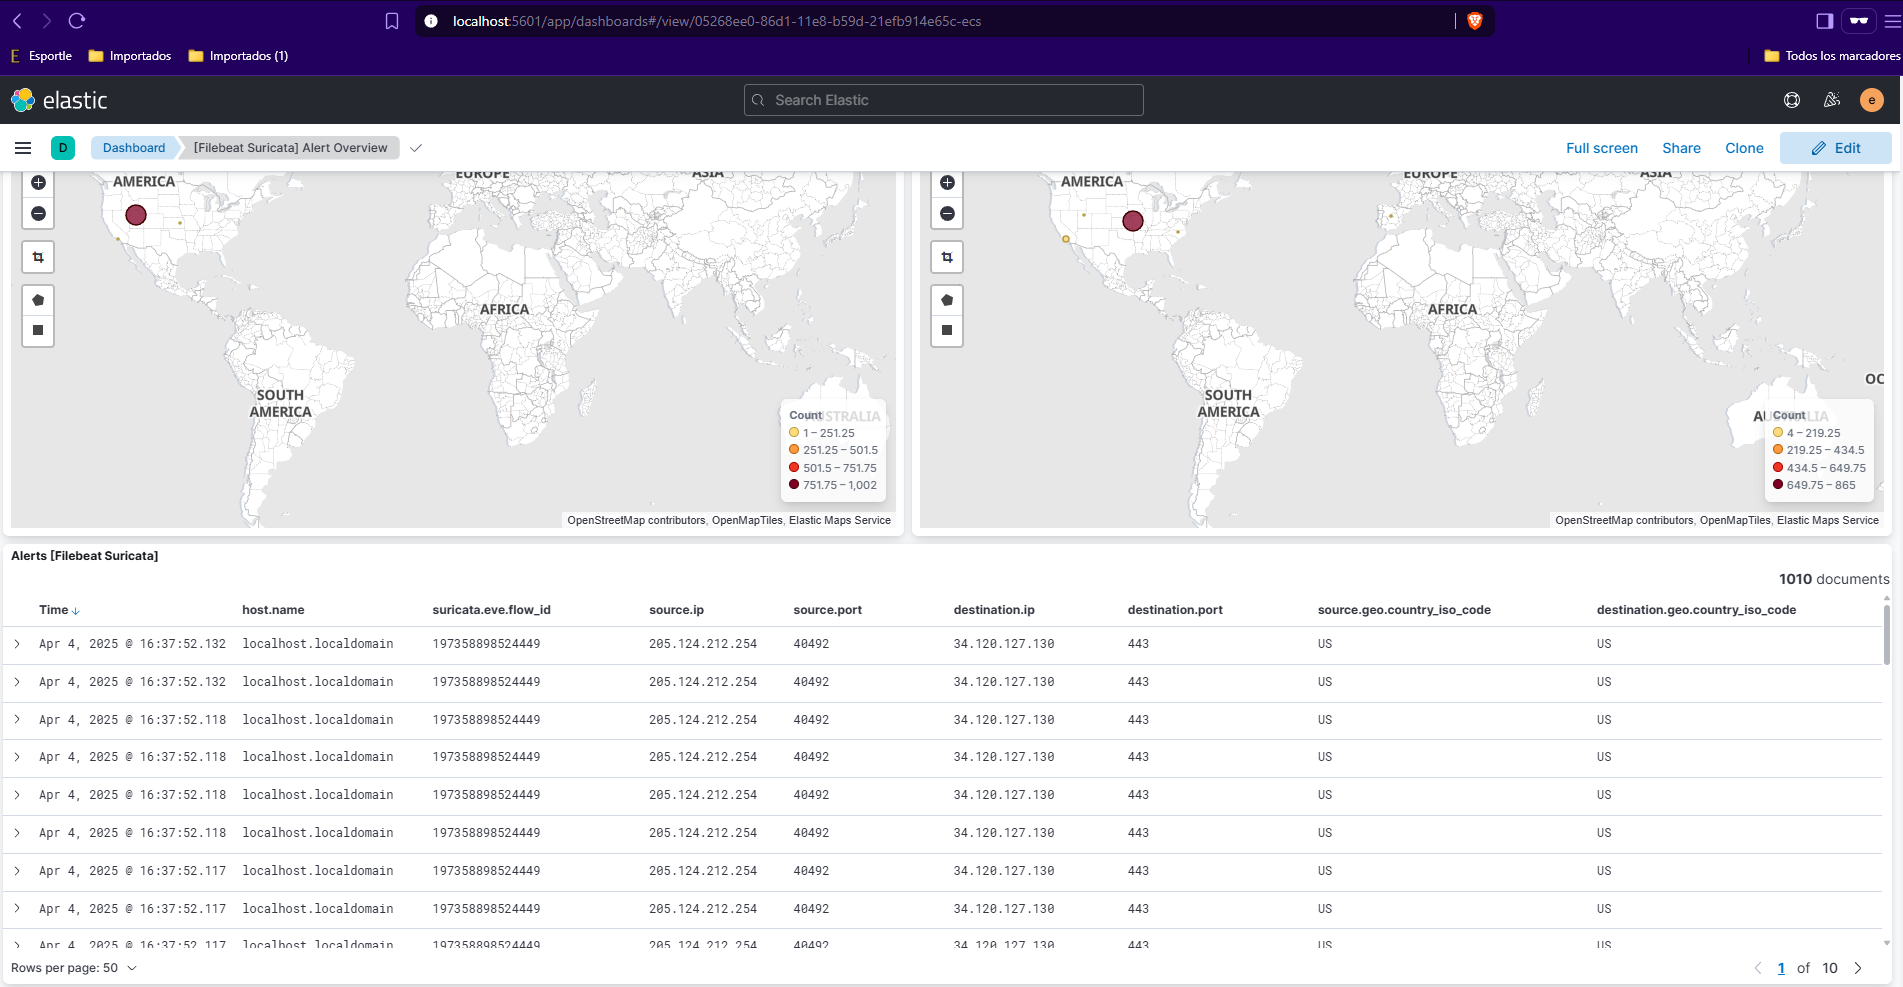 localhost:5601/app/dashboards#/view/05268ee0-86d1-11e8-b59d-21efb914e65c-ecs
E Esportle Importados Importados (1) Todos los marcadores
elastic Search Elastic e
D Dashboard [Filebeat Suricata] Alert Overview Full screen Share Clone Edit
AMERICA EUROPE ASIA
AFRICA
SOUTH
AMERICA
Count
1 – 251.25
251.25 – 501.5
501.5 – 751.75
751.75 – 1,002
OpenStreetMap contributors, OpenMapTiles, Elastic Maps Service
AMERICA EUROPE ASIA
AFRICA
OC
SOUTH
AMERICA
Count
4 – 219.25
219.25 – 434.5
434.5 – 649.75
649.75 – 865
OpenStreetMap contributors, OpenMapTiles, Elastic Maps Service
Alerts [Filebeat Suricata]
1010 documents
Time host.name suricata.eve.flow_id source.ip source.port destination.ip destination.port source.geo.country_iso_code destination.geo.country_iso_code
Apr 4, 2025 @ 16:37:52.132 localhost.localdomain 197358898524449 205.124.212.254 40492 34.120.127.130 443 US US
Apr 4, 2025 @ 16:37:52.132 localhost.localdomain 197358898524449 205.124.212.254 40492 34.120.127.130 443 US US
Apr 4, 2025 @ 16:37:52.118 localhost.localdomain 197358898524449 205.124.212.254 40492 34.120.127.130 443 US US
Apr 4, 2025 @ 16:37:52.118 localhost.localdomain 197358898524449 205.124.212.254 40492 34.120.127.130 443 US US
Apr 4, 2025 @ 16:37:52.118 localhost.localdomain 197358898524449 205.124.212.254 40492 34.120.127.130 443 US US
Apr 4, 2025 @ 16:37:52.118 localhost.localdomain 197358898524449 205.124.212.254 40492 34.120.127.130 443 US US
Apr 4, 2025 @ 16:37:52.117 localhost.localdomain 197358898524449 205.124.212.254 40492 34.120.127.130 443 US US
Apr 4, 2025 @ 16:37:52.117 localhost.localdomain 197358898524449 205.124.212.254 40492 34.120.127.130 443 US US
Apr 4, 2025 @ 16:37:52.117 localhost.localdomain 197358898524449 205.124.212.254 40492 34.120.127.130 443 US US
Rows per page: 50 1 of 10